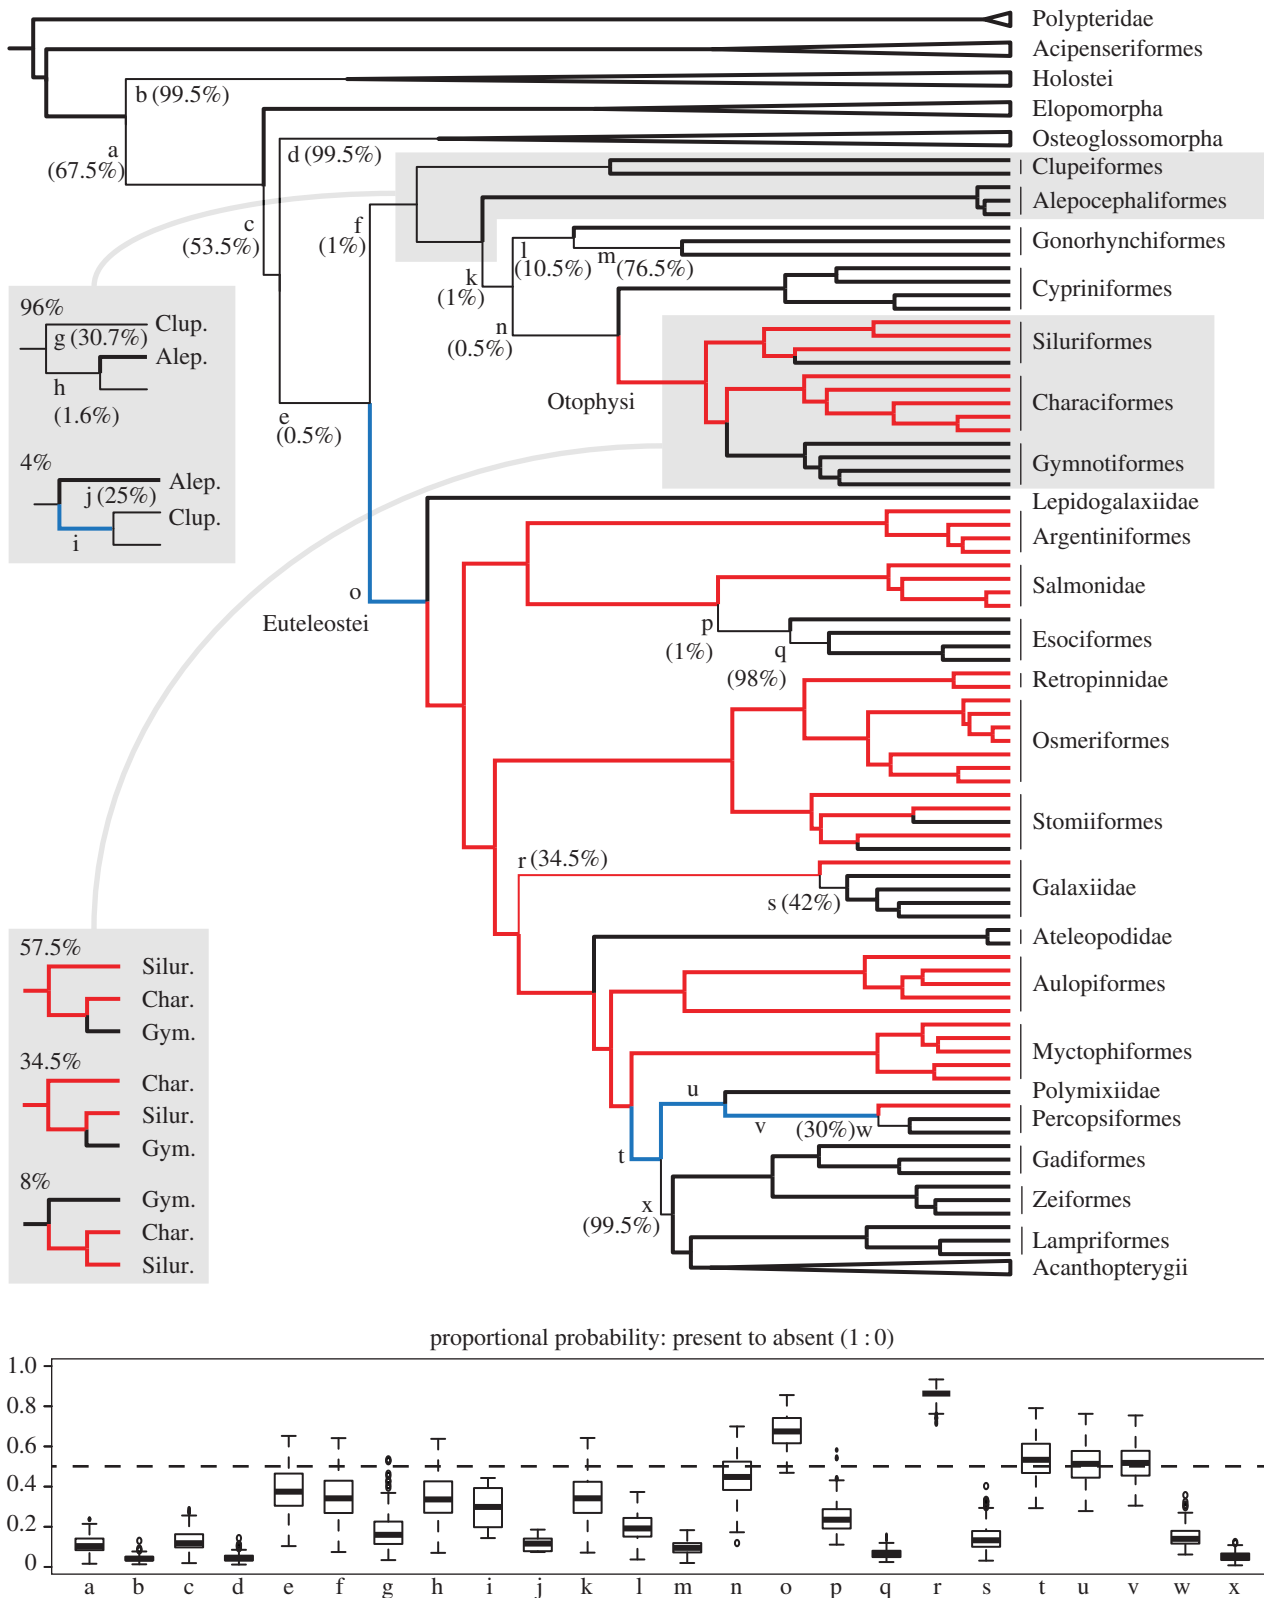 Polypteridae
Acipenseriformes
Holostei
b (99.5%)
Elopomorpha
Osteoglossomorpha
a
(67.5%)
d (99.5%)
Clupeiformes
Alepocephaliformes
c
(53.5%)
f
(1%)
Gonorhynchiformes
l
(10.5%)
m (76.5%)
k
(1%)
Cypriniformes
n
(0.5%)
Siluriformes
96%
Clup.
g (30.7%)
Alep.
h
(1.6%)
Otophysi
Characiformes
e
(0.5%)
Gymnotiformes
4%
Alep.
j (25%)
Clup.
i
Lepidogalaxiidae
Argentiniformes
o
Euteleostei
Salmonidae
p
(1%)
q
(98%)
Esociformes
Retropinnidae
Osmeriformes
Stomiiformes
r (34.5%)
s (42%)
Galaxiidae
Ateleopodidae
57.5%
Silur.
Char.
Gym.
Aulopiformes
34.5%
Char.
Silur.
Gym.
Myctophiformes
u
Polymixiidae
v
(30%) w
Percopsiformes
t
Gadiformes
8%
Gym.
Char.
Silur.
x
(99.5%)
Zeiformes
Lampriformes
Acanthopterygii
proportional probability: present to absent (1 : 0)
1.0
0.8
0.6
0.4
0.2
0
a b c d e f g h i j k l m n o p q r s t u v w x